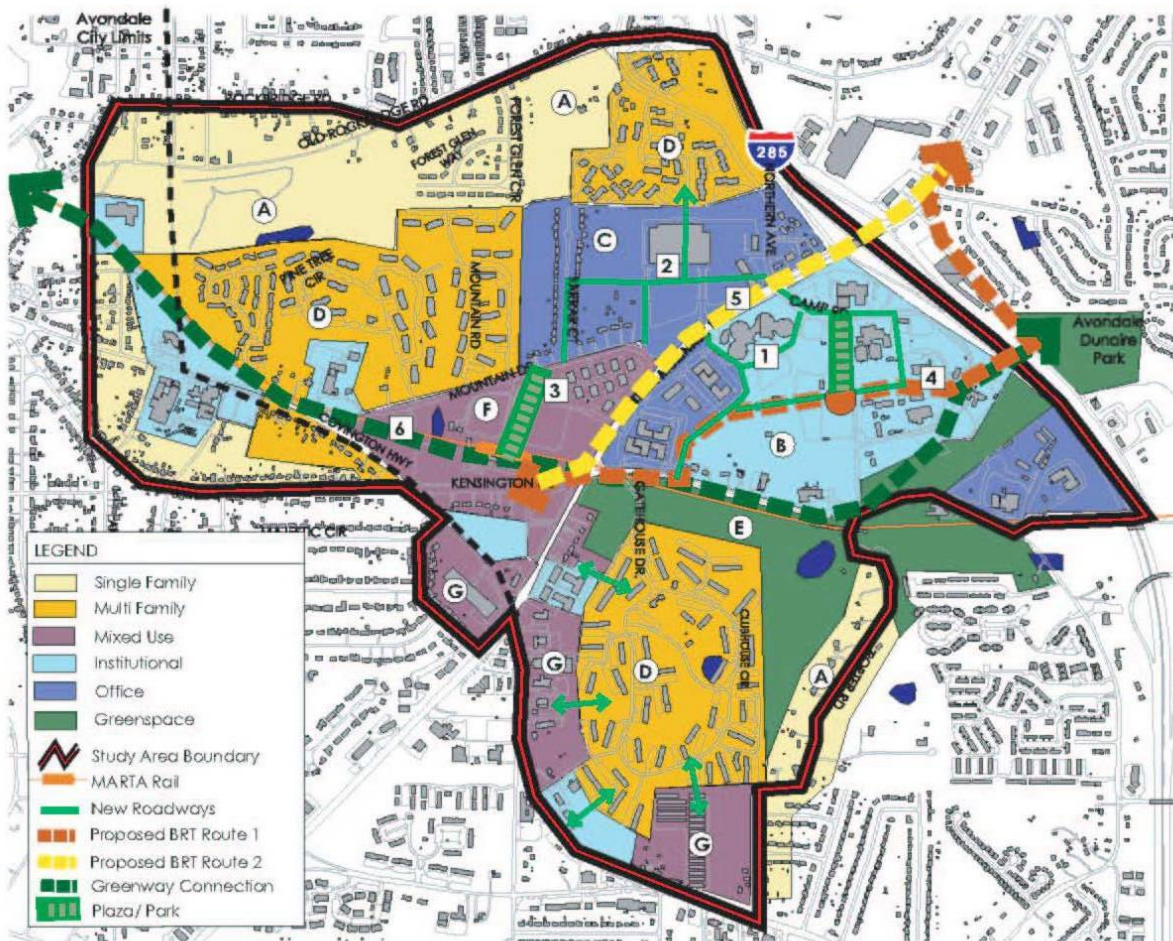 Avondale
City Limits
ROCKBRIDGE RD
OLD ROCKBRIDGE RD
FOREST GLEN
WAY
FOREST GLEN CIR
A
D
285
NORTHERN AVE
A
C
2
PINE TREE
CIR
D
MOUNTAIN RD
5
CAMP
1
Avondale
Dunaire
Park
MOUNTAIN DR
3
4
F
6
COVINGTON HWY
B
KENSINGTON
GATEHOUSE DR.
E
G
CLUBHOUSE CIR
G
D
A
G
LEGEND
Single Family
Multi Family
Mixed Use
Institutional
Office
Greenspace
Study Area Boundary
MARTA Rail
New Roadways
Proposed BRT Route 1
Proposed BRT Route 2
Greenway Connection
Plaza/ Park